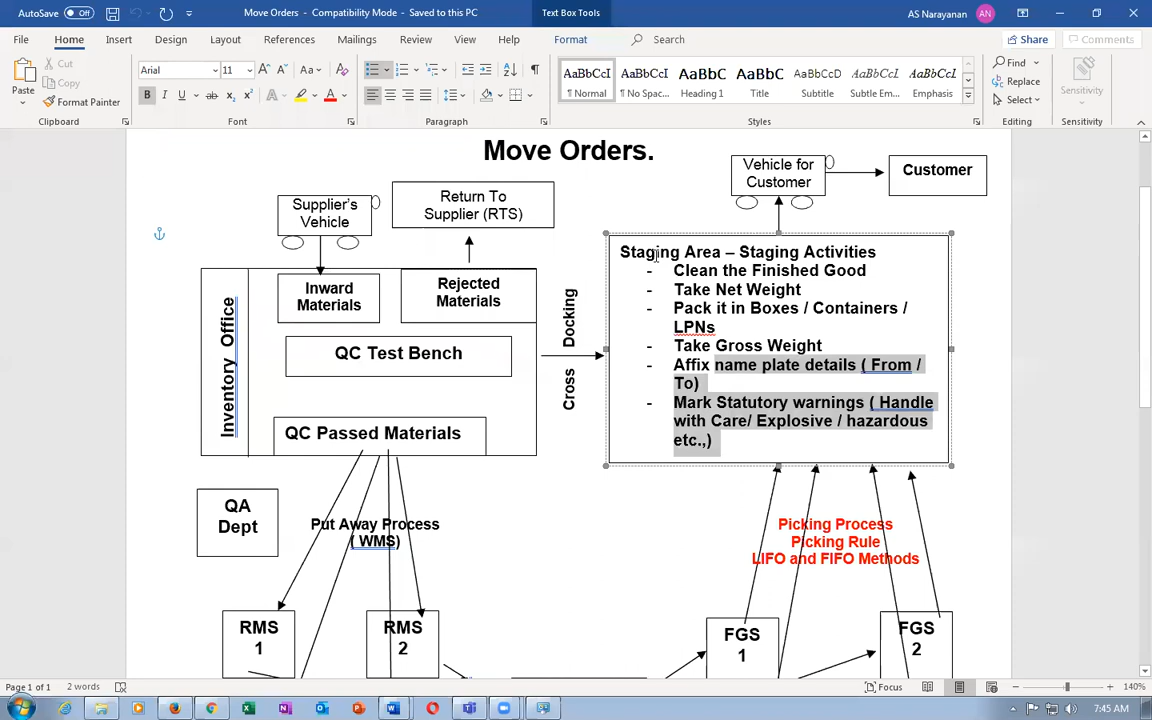 AutoSave Off
Move Orders - Compatibility Mode - Saved to this PC
Text Box Tools
AS Narayanan
AN
File Home Insert Design Layout References Mailings Review View Help Format Search
Share Comments
Paste
Cut
Copy
Format Painter
Clipboard
Arial 11
Font
Paragraph
AaBbCcI AaBbCcI AaBbC AaBbC AaBbCcD AaBbCcI AaBbCcI
¶ Normal ¶ No Spac... Heading 1 Title Subtitle Subtle Em... Emphasis
Styles
Find
Replace
Select
Editing
Sensitivity
Sensitivity
Move Orders.
Supplier's
Vehicle
Return To
Supplier (RTS)
Vehicle for
Customer
Customer
Inventory Office
Inward
Materials
Rejected
Materials
QC Test Bench
QC Passed Materials
Cross Docking
Staging Area – Staging Activities
- Clean the Finished Good
- Take Net Weight
- Pack it in Boxes / Containers /
LPNs
- Take Gross Weight
- Affix name plate details ( From /
To)
- Mark Statutory warnings ( Handle
with Care/ Explosive / hazardous
etc.,)
QA
Dept
Put Away Process
( WMS)
Picking Process
Picking Rule
LIFO and FIFO Methods
RMS
1
RMS
2
FGS
1
FGS
2
Page 1 of 1 2 words
Focus
140%
7:45 AM